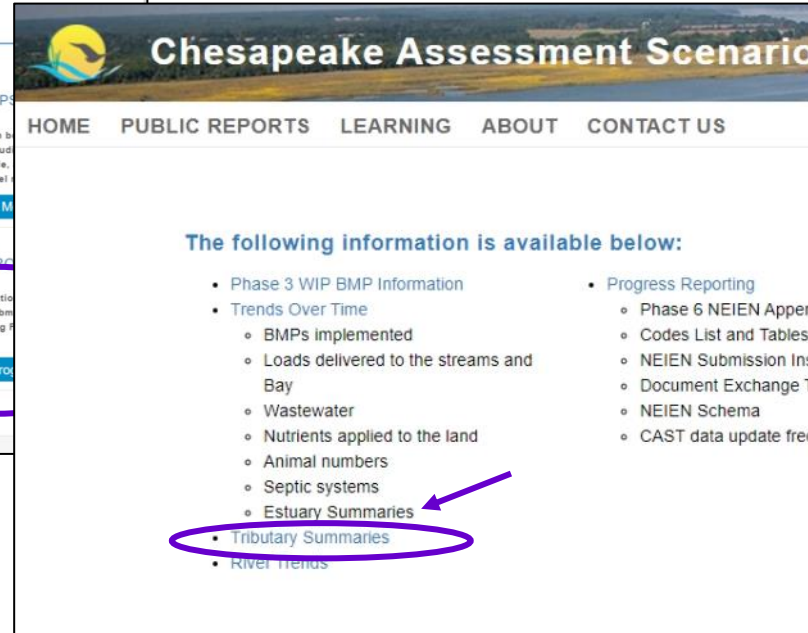 Chesapeake Assessment Scenario
HOME PUBLIC REPORTS LEARNING ABOUT CONTACT US
The following information is available below:
• Phase 3 WIP BMP Information
• Trends Over Time
◦ BMPs implemented
◦ Loads delivered to the streams and
Bay
◦ Wastewater
◦ Nutrients applied to the land
◦ Animal numbers
◦ Septic systems
◦ Estuary Summaries
• Tributary Summaries
• River Trends
• Progress Reporting
◦ Phase 6 NEIEN
◦ Codes List and Tables
◦ NEIEN Submission
◦ Document Exchange
◦ NEIEN Schema
◦ CAST data update